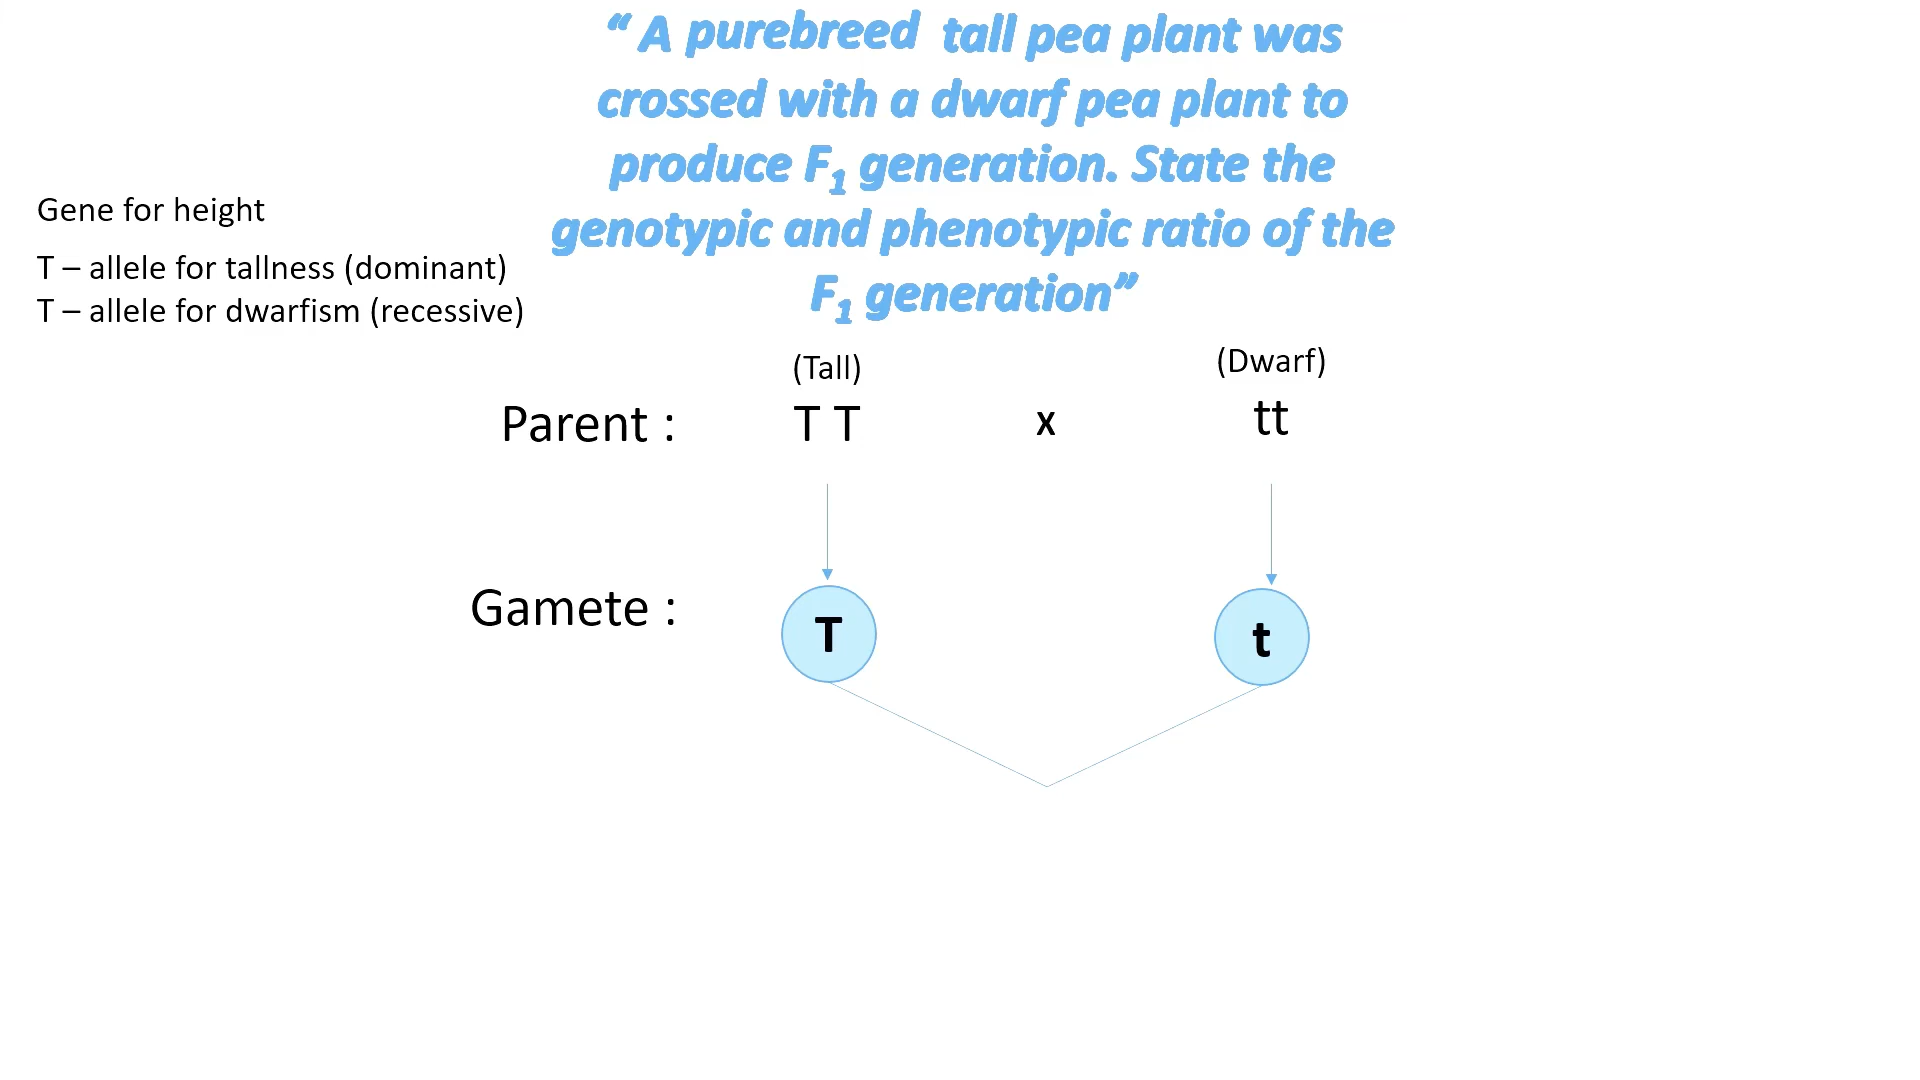 “ A purebreed tall pea plant was
crossed with a dwarf pea plant to
produce F1 generation. State the
genotypic and phenotypic ratio of the
F1 generation”
Gene for height
T – allele for tallness (dominant)
T – allele for dwarfism (recessive)
(Tall) (Dwarf)
Parent : T T x tt
Gamete : T t